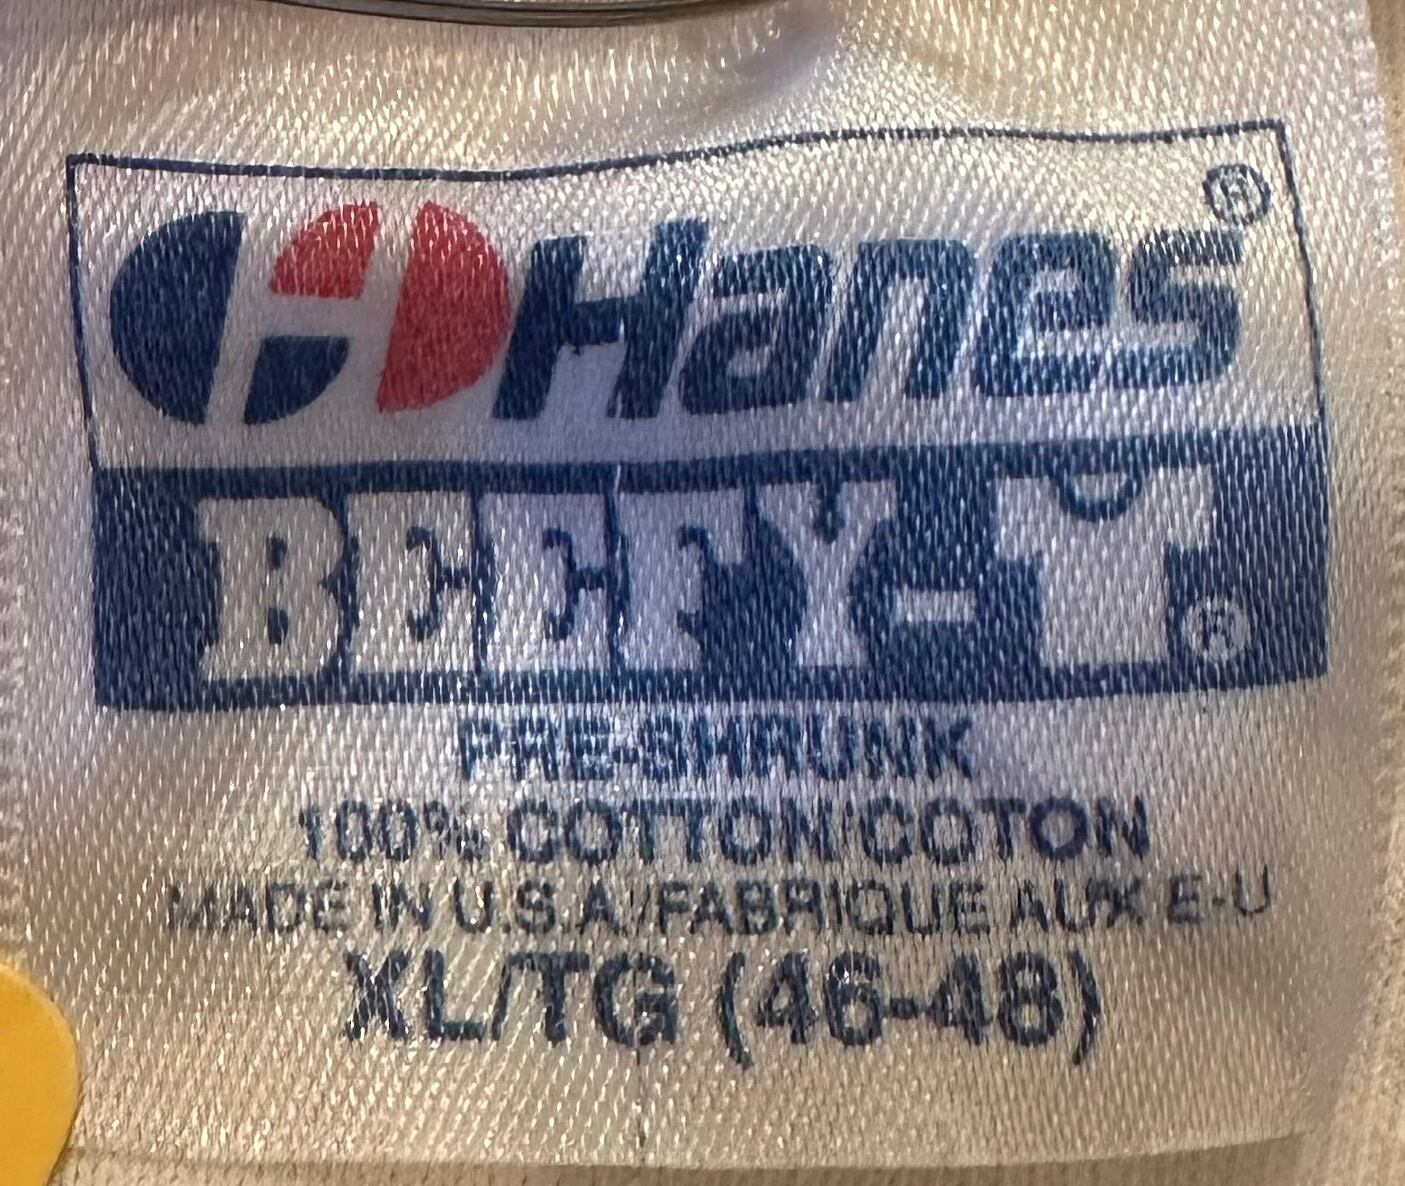 Hanes®
BEEFY-T®
PRE-SHRUNK
100% COTTON/COTON
MADE IN U.S.A./FABRIQUE AUX E-U
XL/TG (46-48)